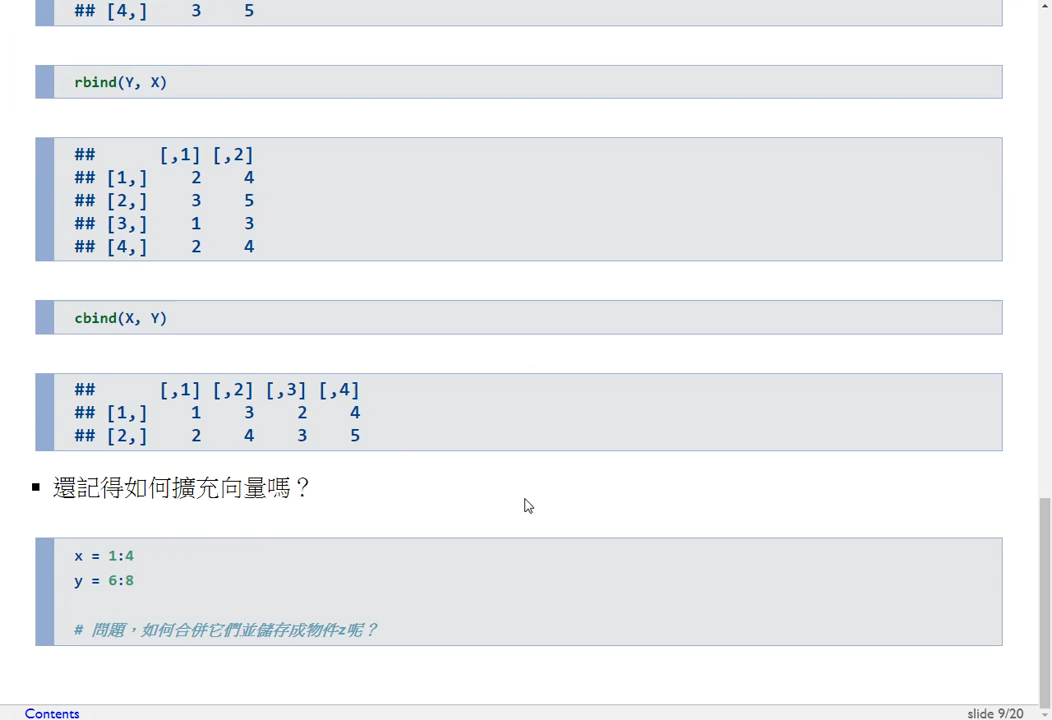 ## [4,]    3    5
rbind(Y, X)
##      [,1] [,2]
## [1,]    2    4
## [2,]    3    5
## [3,]    1    3
## [4,]    2    4
cbind(X, Y)
##      [,1] [,2] [,3] [,4]
## [1,]    1    3    2    4
## [2,]    2    4    3    5
▪ 還記得如何擴充向量嗎？
x = 1:4
y = 6:8
# 問題，如何合併它們並儲存成物件z呢？
Contents
slide 9/20